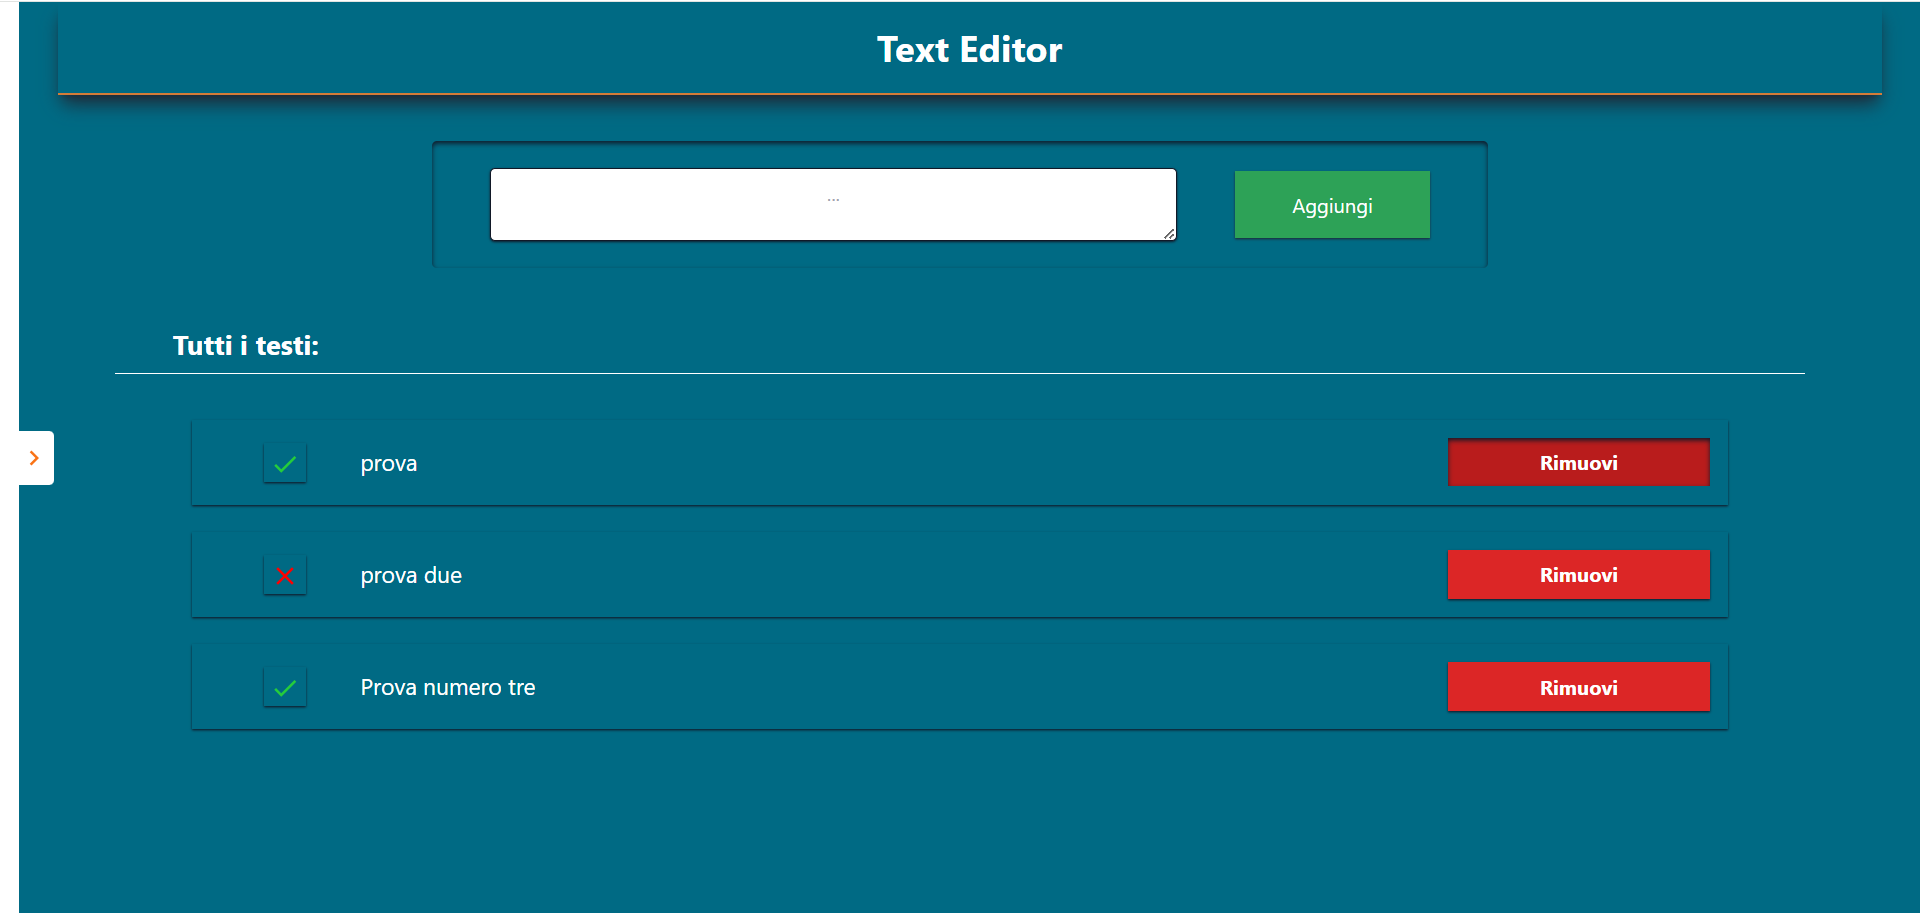 Text Editor
...
Aggiungi
Tutti i testi:
prova Rimuovi
prova due Rimuovi
Prova numero tre Rimuovi